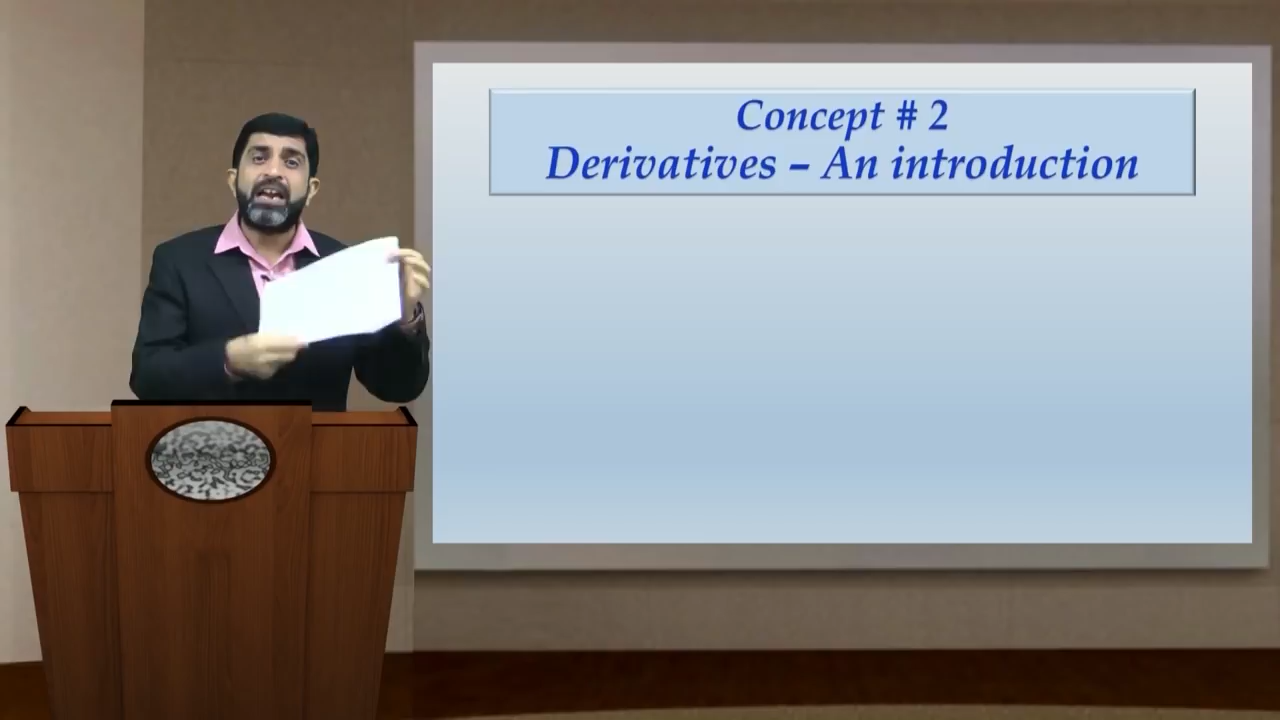 Concept # 2
Derivatives – An introduction